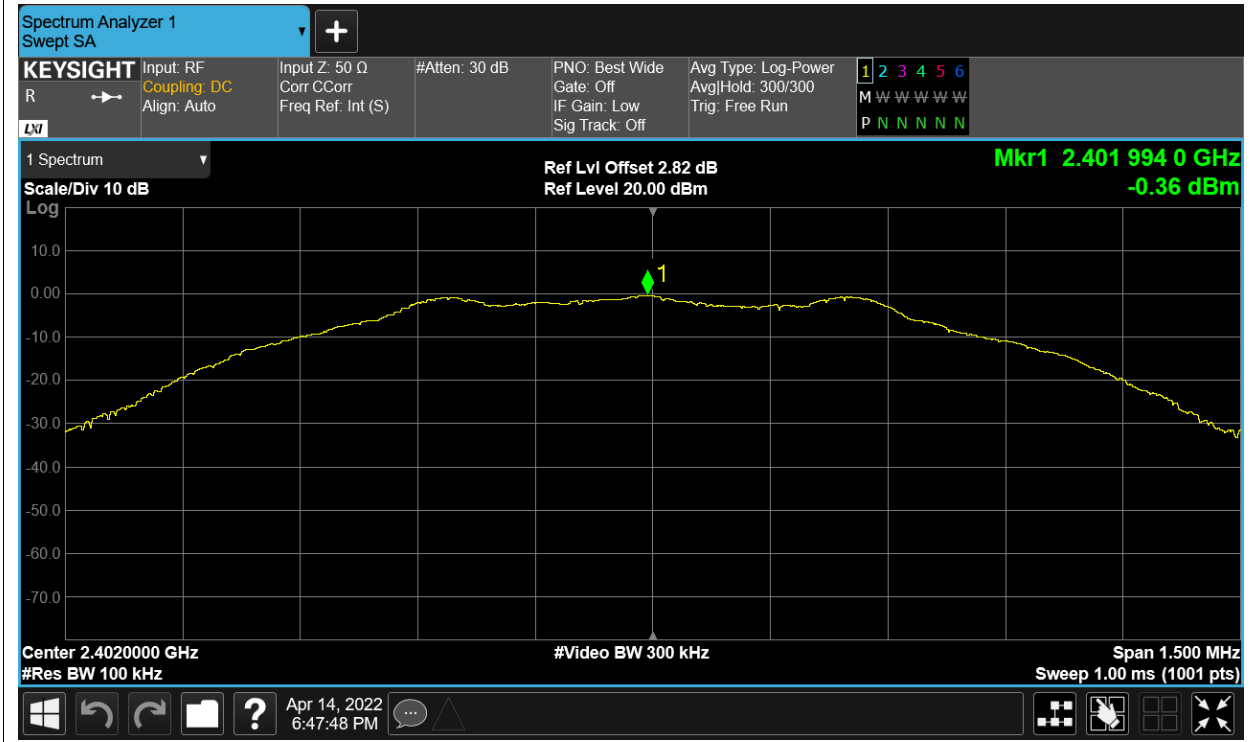 Spectrum Analyzer 1
Swept SA
KEYSIGHT
R
LXI
Input: RF
Coupling: DC
Align: Auto
Input Z: 50 Ω
Corr CCorr
Freq Ref: Int (S)
#Atten: 30 dB
PNO: Best Wide
Gate: Off
IF Gain: Low
Sig Track: Off
Avg Type: Log-Power
Avg|Hold: 300/300
Trig: Free Run
1 2 3 4 5 6
M W W W W W
P N N N N N
1 Spectrum
Scale/Div 10 dB
Ref Lvl Offset 2.82 dB
Ref Level 20.00 dBm
Mkr1 2.401 994 0 GHz
-0.36 dBm
Log
10.0
0.00
-10.0
-20.0
-30.0
-40.0
-50.0
-60.0
-70.0
1
Center 2.4020000 GHz
#Video BW 300 kHz
Span 1.500 MHz
#Res BW 100 kHz
Sweep 1.00 ms (1001 pts)
?
Apr 14, 2022
6:47:48 PM